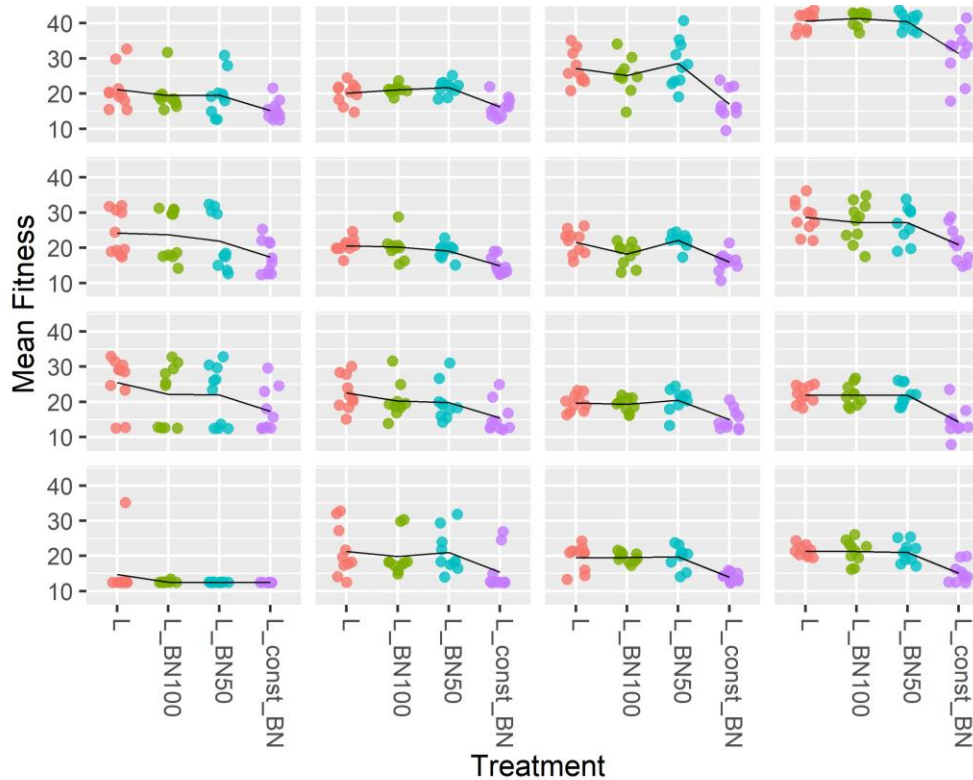 Mean Fitness
40
30
20
10
40
30
20
10
40
30
20
10
40
30
20
10
L
L_BN100
L_BN50
L_const_BN
L
L_BN100
L_BN50
L_const_BN
L
L_BN100
L_BN50
L_const_BN
L
L_BN100
L_BN50
L_const_BN
Treatment